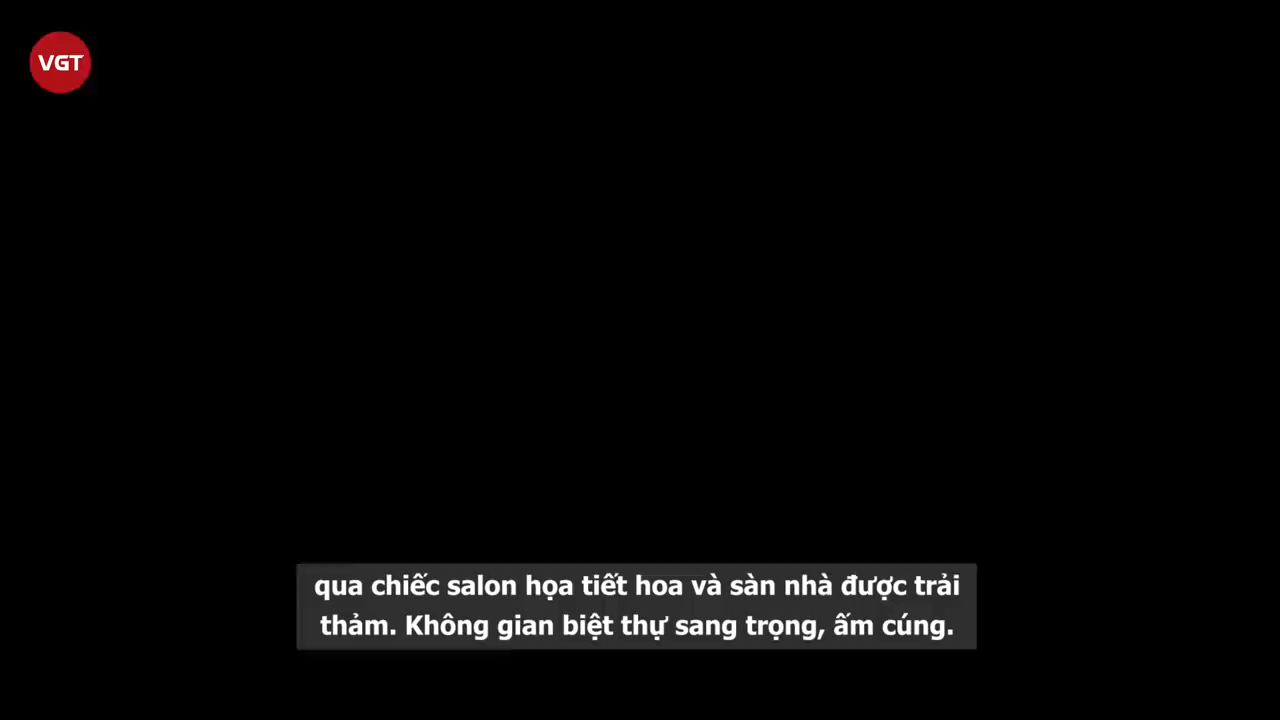 VGT
qua chiếc salon họa tiết hoa và sàn nhà được trải
thảm. Không gian biệt thự sang trọng, ấm cúng.